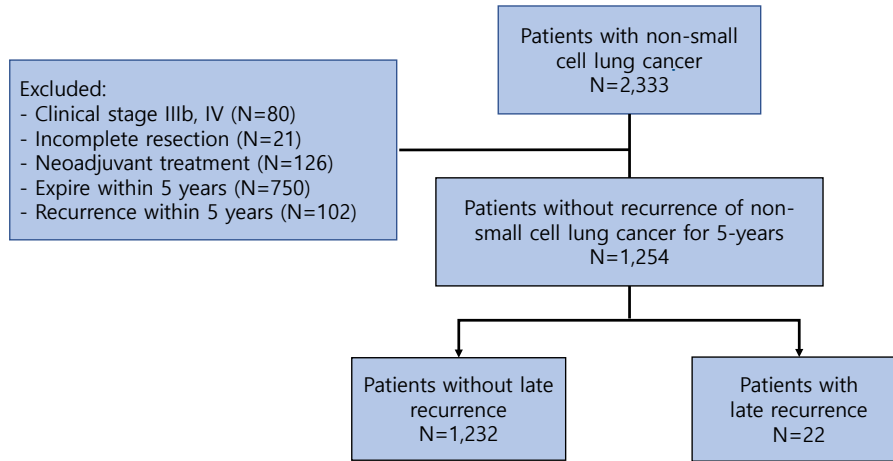 Patients with non-small
cell lung cancer
N=2,333
Excluded:
- Clinical stage IIIb, IV (N=80)
- Incomplete resection (N=21)
- Neoadjuvant treatment (N=126)
- Expire within 5 years (N=750)
- Recurrence within 5 years (N=102)
Patients without recurrence of non-
small cell lung cancer for 5-years
N=1,254
Patients without late
recurrence
N=1,232
Patients with
late recurrence
N=22